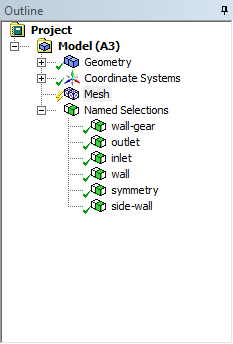 Outline
Project
Model (A3)
Geometry
Coordinate Systems
Mesh
Named Selections
wall-gear
outlet
inlet
wall
symmetry
side-wall